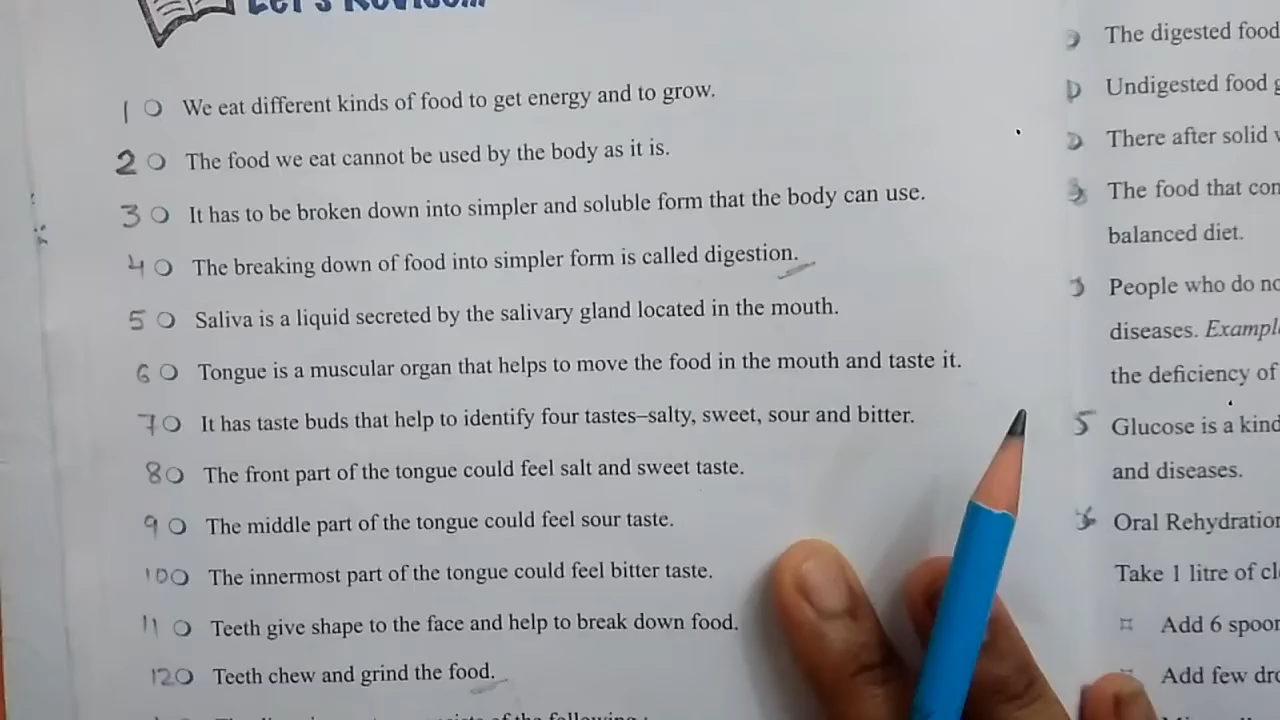 Let's Revise...
1 ○ We eat different kinds of food to get energy and to grow.
2 ○ The food we eat cannot be used by the body as it is.
3 ○ It has to be broken down into simpler and soluble form that the body can use.
4 ○ The breaking down of food into simpler form is called digestion.
5 ○ Saliva is a liquid secreted by the salivary gland located in the mouth.
6 ○ Tongue is a muscular organ that helps to move the food in the mouth and taste it.
7 ○ It has taste buds that help to identify four tastes–salty, sweet, sour and bitter.
8 ○ The front part of the tongue could feel salt and sweet taste.
9 ○ The middle part of the tongue could feel sour taste.
10 ○ The innermost part of the tongue could feel bitter taste.
11 ○ Teeth give shape to the face and help to break down food.
12 ○ Teeth chew and grind the food.
of the following :
The digested food
Undigested food
There after solid
The food that
balanced diet.
People who do
diseases.
the deficiency of
5 Glucose is a
and diseases.
Oral
Take 1 litre of
Add 6
Add few